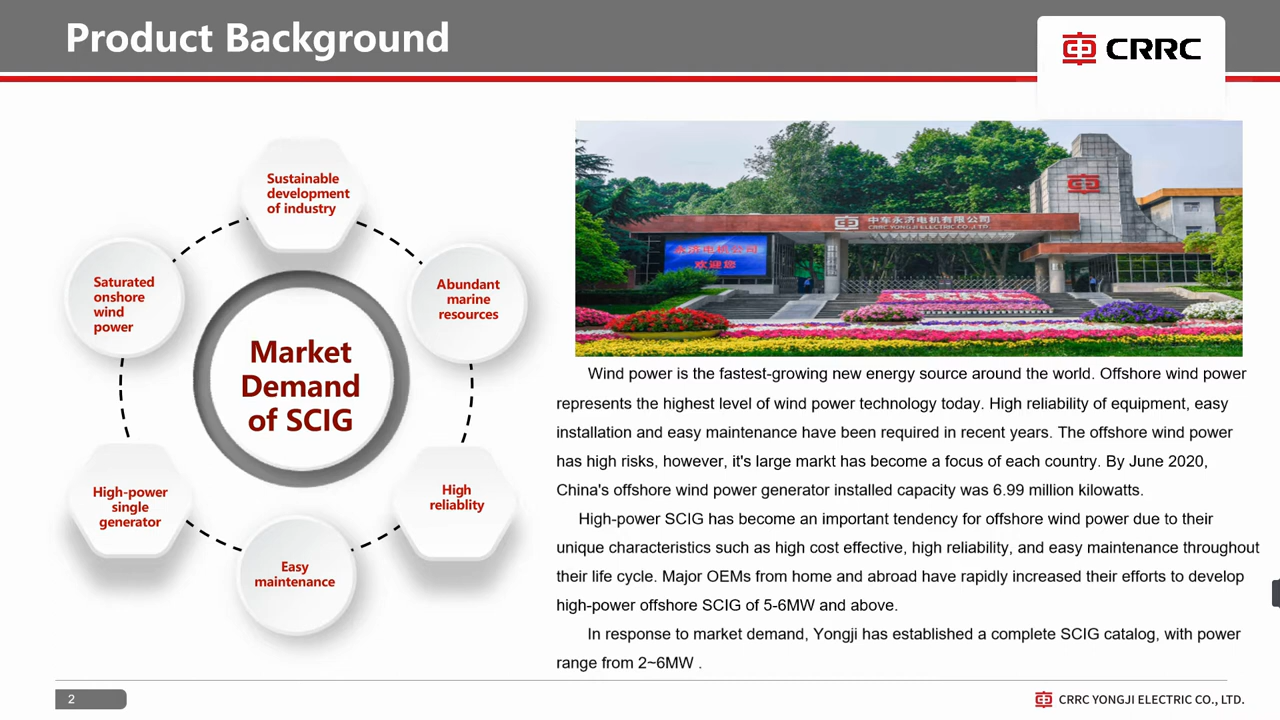 Product Background
CRRC
Sustainable
development
of industry
Saturated
onshore
wind
power
Abundant
marine
resources
Market
Demand
of SCIG
High-power
single
generator
High
reliablity
Easy
maintenance
中车永济电机有限公司
CRRC YONGJI ELECTRIC CO.,LTD.
永济电机公司
欢迎您
Wind power is the fastest-growing new energy source around the world. Offshore wind power
represents the highest level of wind power technology today. High reliability of equipment, easy
installation and easy maintenance have been required in recent years. The offshore wind power
has high risks, however, it's large markt has become a focus of each country. By June 2020,
China's offshore wind power generator installed capacity was 6.99 million kilowatts.
High-power SCIG has become an important tendency for offshore wind power due to their
unique characteristics such as high cost effective, high reliability, and easy maintenance throughout
their life cycle. Major OEMs from home and abroad have rapidly increased their efforts to develop
high-power offshore SCIG of 5-6MW and above.
In response to market demand, Yongji has established a complete SCIG catalog, with power
range from 2~6MW .
2
CRRC YONGJI ELECTRIC CO., LTD.